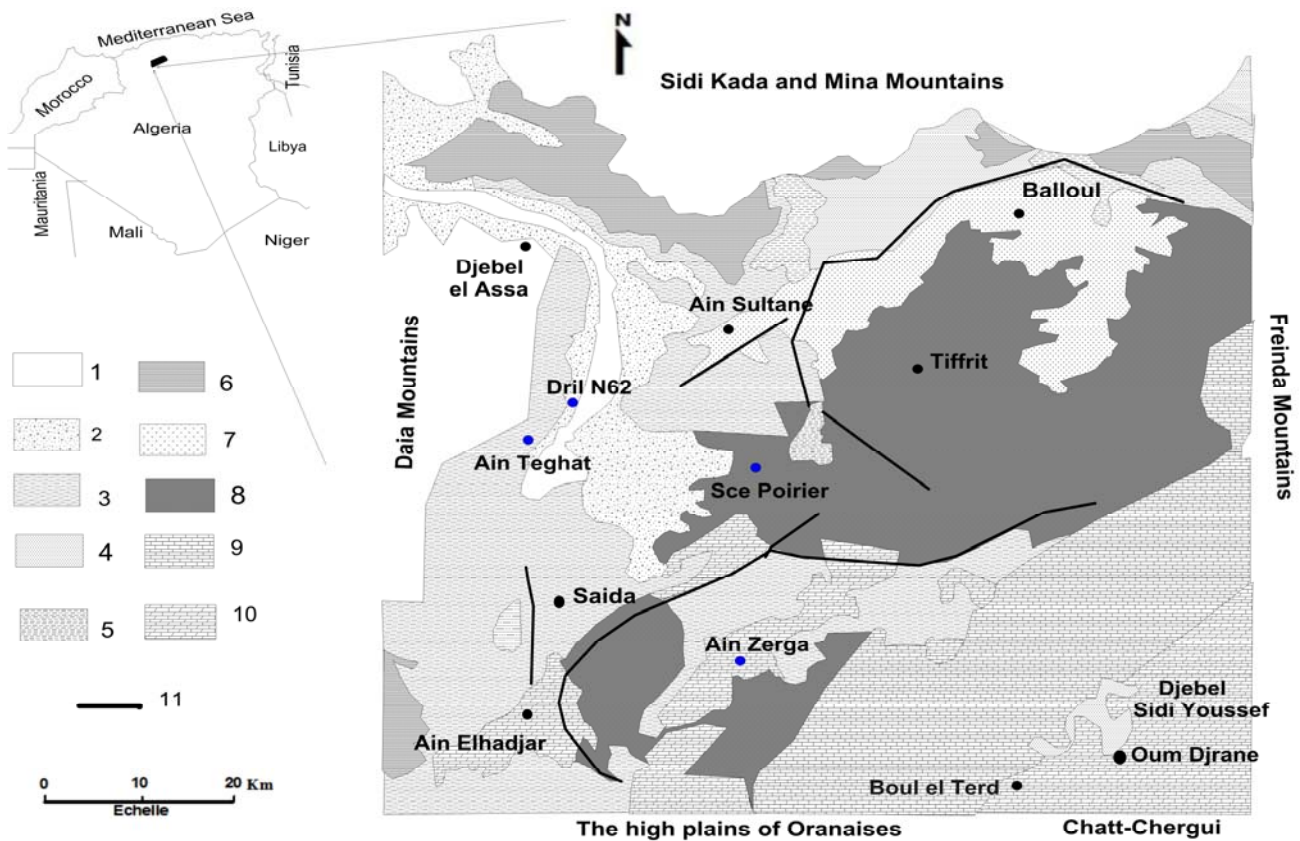 Mediterranean Sea
Morocco
Tunisia
Algeria
Libya
Mauritania
Mali
Niger
N
Sidi Kada and Mina Mountains
Balloul
Djebel
el Assa
Ain Sultane
Tiffrit
Daia Mountains
Freinda Mountains
Dril N62
Ain Teghat
Sce Poirier
Saida
Ain Zerga
Djebel
Sidi Youssef
Ain Elhadjar
Oum Djrane
Boul el Terd
The high plains of Oranaises
Chatt-Chergui
1
6
2
7
3
8
4
9
5
10
11
0 10 20 Km
Echelle